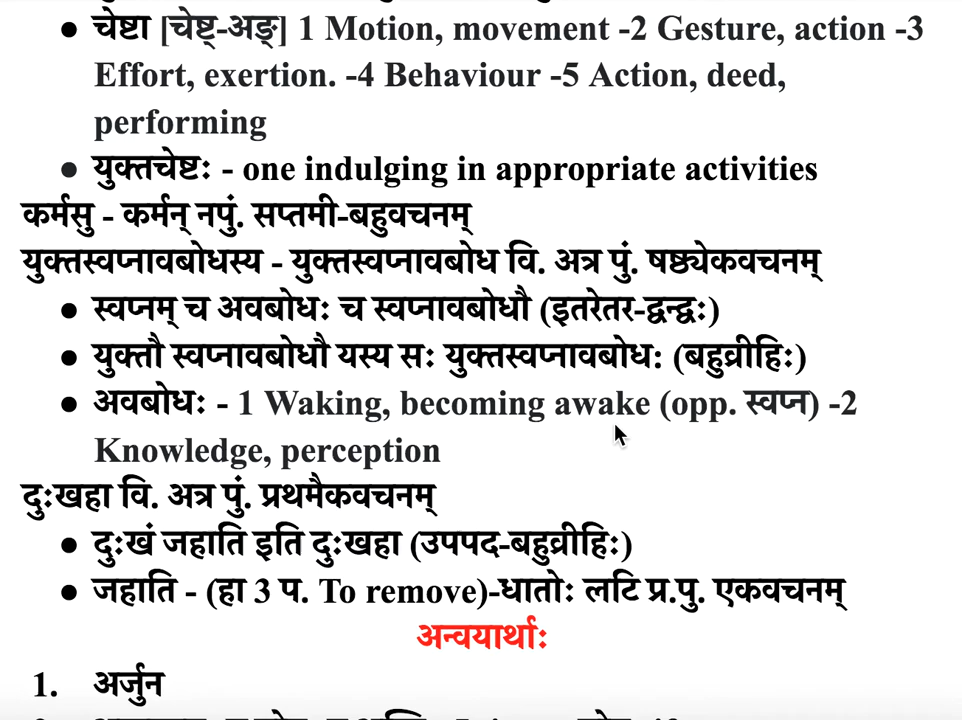 ● चेष्टा [चेष्ट्-अङ्] 1 Motion, movement -2 Gesture, action -3
Effort, exertion. -4 Behaviour -5 Action, deed,
performing
● युक्तचेष्टः - one indulging in appropriate activities
कर्मसु - कर्मन् नपुं. सप्तमी-बहुवचनम्
युक्तस्वप्नावबोधस्य - युक्तस्वप्नावबोध वि. अत्र पुं. षष्ठ्येकवचनम्
● स्वप्नम् च अवबोधः च स्वप्नावबोधौ (इतरेतर-द्वन्द्वः)
● युक्तौ स्वप्नावबोधौ यस्य सः युक्तस्वप्नावबोध: (बहुव्रीहिः)
● अवबोधः - 1 Waking, becoming awake (opp. स्वप्न) -2
Knowledge, perception
दुःखहा वि. अत्र पुं. प्रथमैकवचनम्
● दुःखं जहाति इति दुःखहा (उपपद-बहुव्रीहिः)
● जहाति - (हा 3 प. To remove)-धातोः लटि प्र.पु. एकवचनम्
अन्वयार्थाः
1. अर्जुन